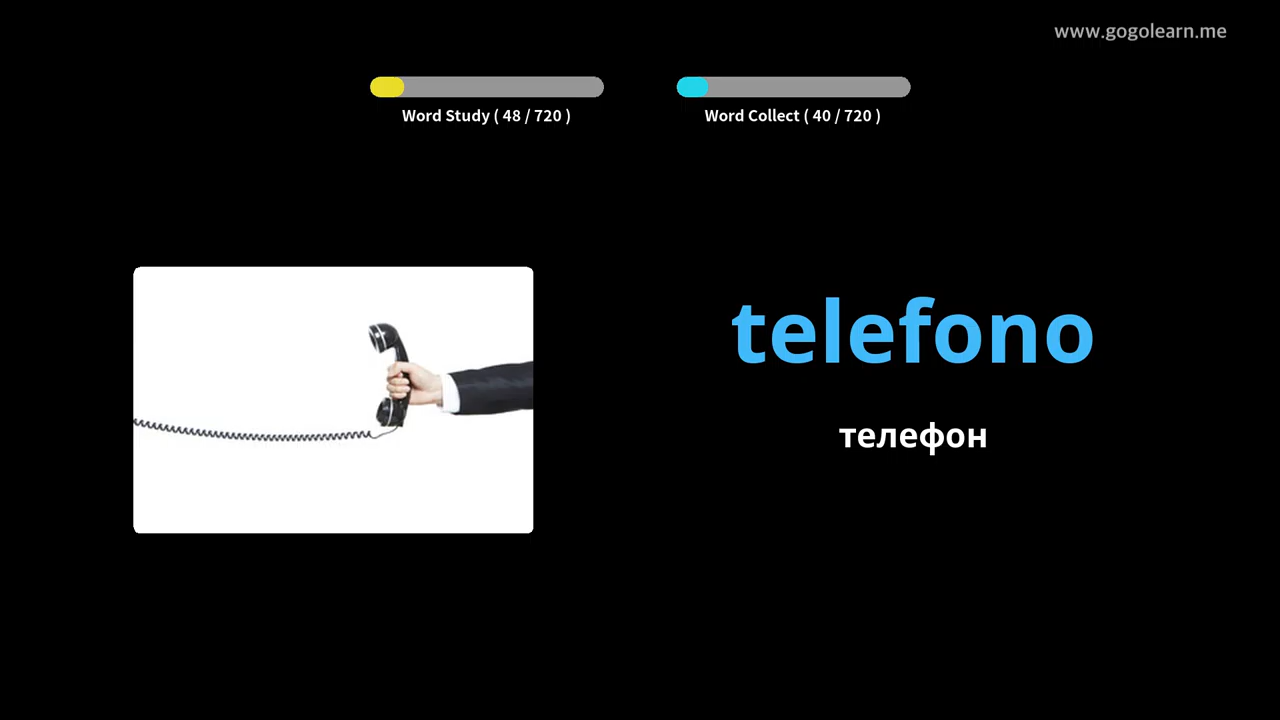 www.gogolearn.me
Word Study ( 48 / 720 )
Word Collect ( 40 / 720 )
telefono
телефон